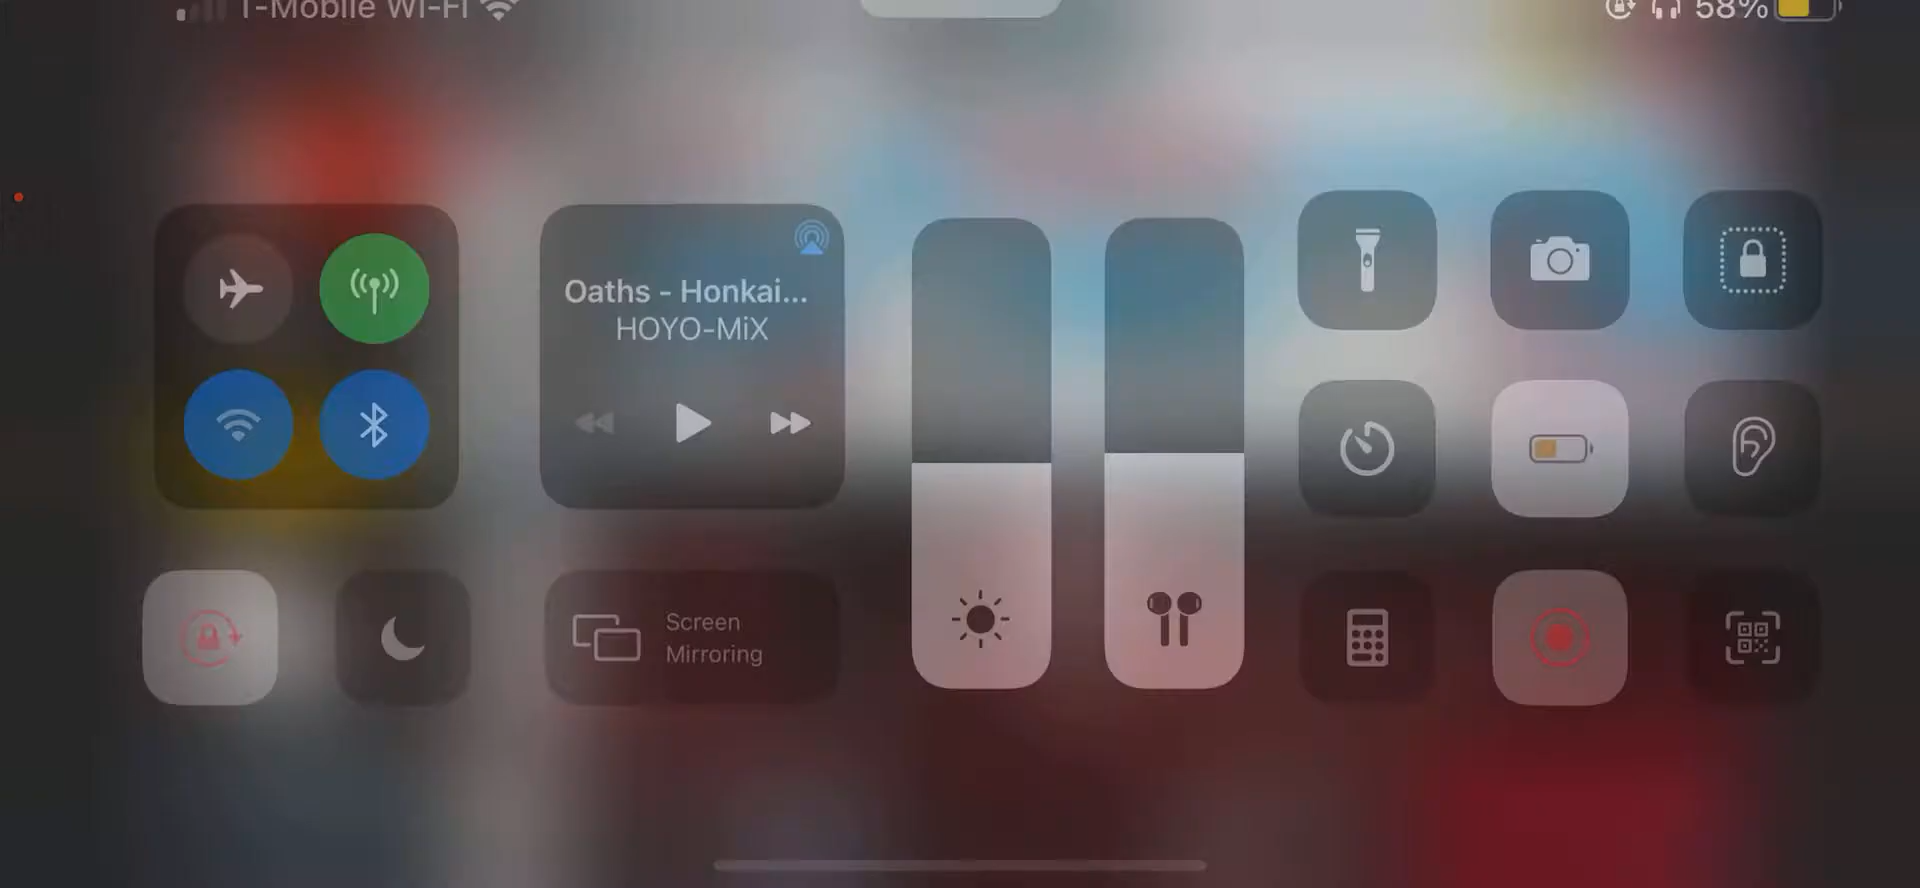 T-Mobile Wi-Fi
58%
Oaths - Honkai...
HOYO-MiX
Screen
Mirroring